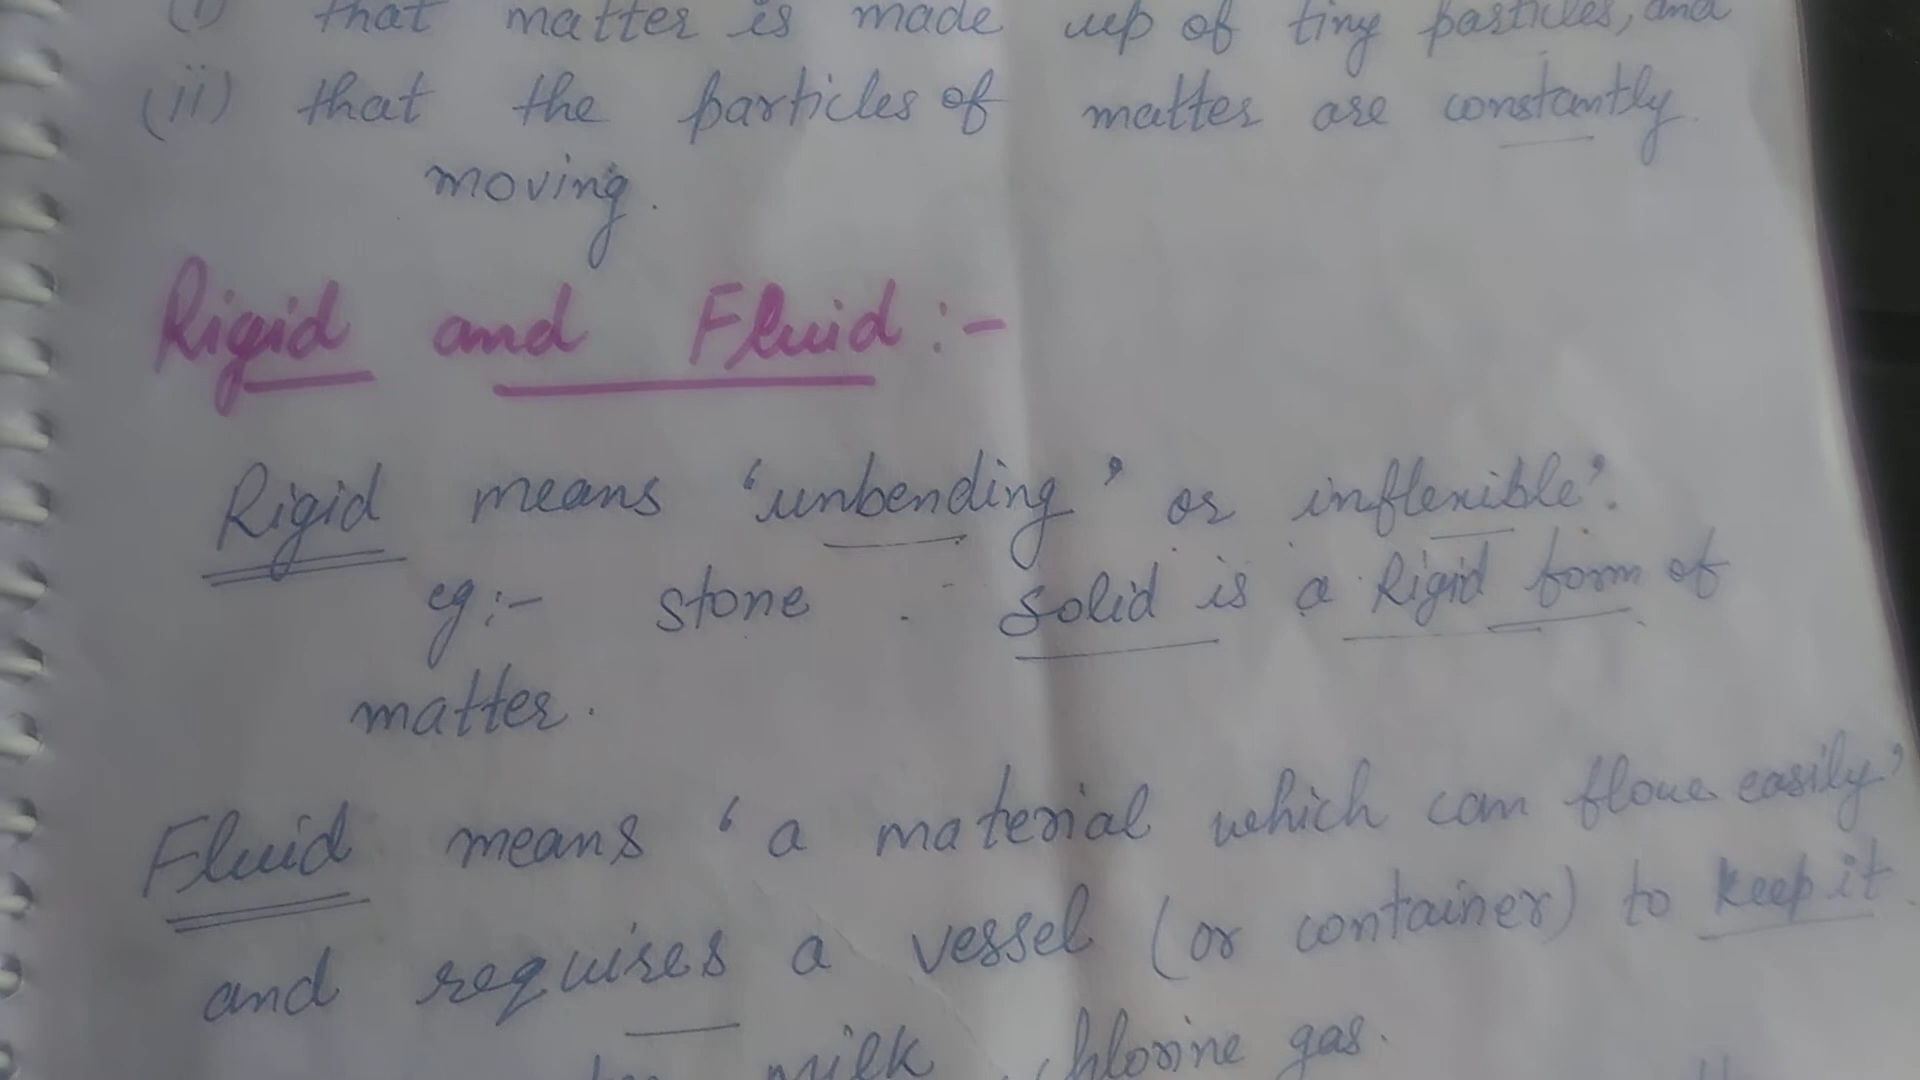 (i) that matter is made up of tiny particles, and
(ii) that the particles of matter are constantly
moving.
Rigid and Fluid :-
Rigid means 'unbending' or inflexible'.
eg:- stone . solid is a Rigid form of
matter.
Fluid means 'a material which can flow easily'
and requires a vessel (or container) to keep it.
milk, chlorine gas.